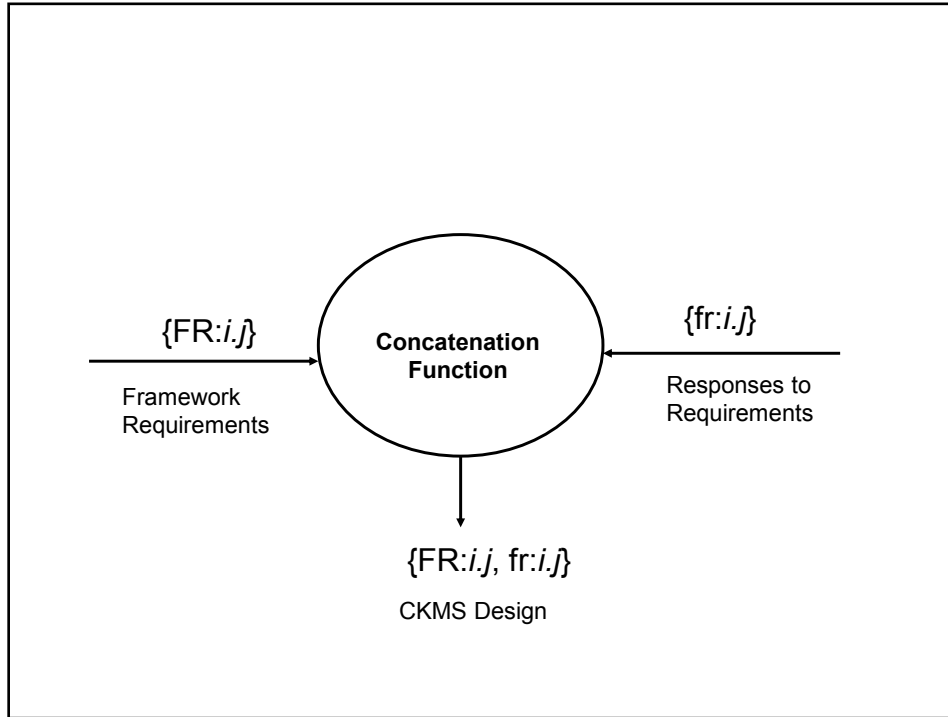 {FR:i.j}
Framework
Requirements
Concatenation
Function
{fr:i.j}
Responses to
Requirements
{FR:i.j, fr:i.j}
CKMS Design